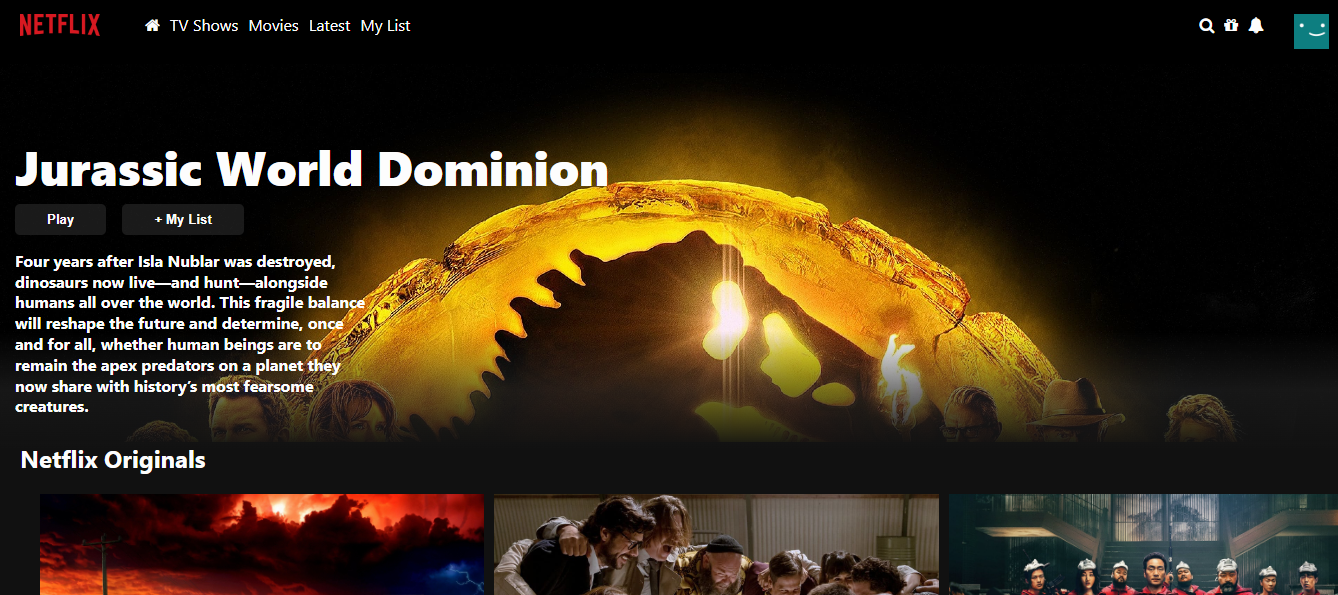 NETFLIX TV Shows Movies Latest My List
Jurassic World Dominion
Play + My List
Four years after Isla Nublar was destroyed,
dinosaurs now live—and hunt—alongside
humans all over the world. This fragile balance
will reshape the future and determine, once
and for all, whether human beings are to
remain the apex predators on a planet they
now share with history’s most fearsome
creatures.
Netflix Originals